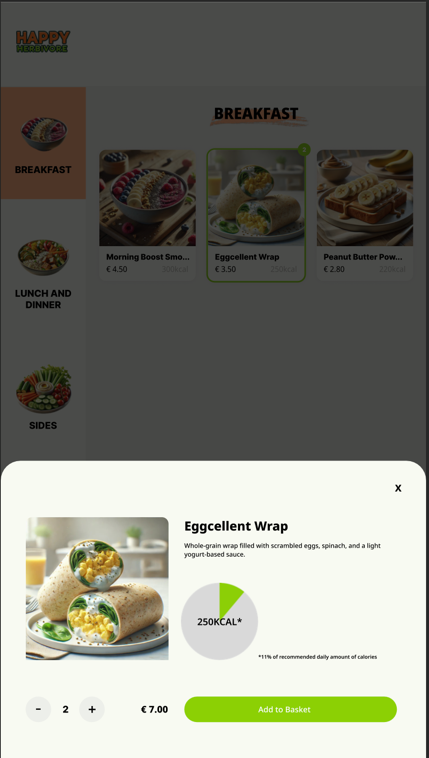 HAPPY
HERBIVORE
BREAKFAST
BREAKFAST
Morning Boost Smo...
€ 4.50
300kcal
2
Eggcellent Wrap
€ 3.50
250kcal
Peanut Butter Pow...
€ 2.80
220kcal
LUNCH AND
DINNER
SIDES
X
Eggcellent Wrap
Whole-grain wrap filled with scrambled eggs, spinach, and a light
yogurt-based sauce.
250KCAL*
*11% of recommended daily amount of calories
-
2
+
€ 7.00
Add to Basket